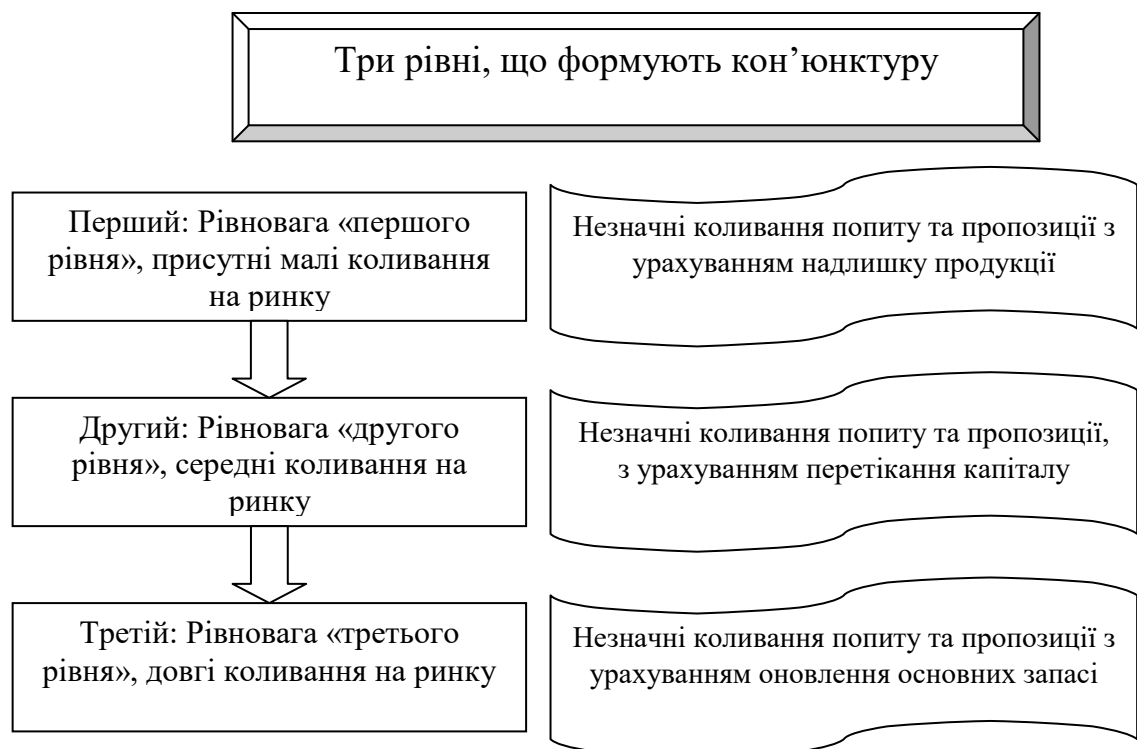 Три рівні, що формують кон’юнктуру
Перший: Рівновага «першого
рівня», присутні малі коливання
на ринку
Незначні коливання попиту та пропозиції з
урахуванням надлишку продукції
Другий: Рівновага «другого
рівня», середні коливання на
ринку
Незначні коливання попиту та пропозиції,
з урахуванням перетікання капіталу
Третій: Рівновага «третього
рівня», довгі коливання на ринку
Незначні коливання попиту та пропозиції з
урахуванням оновлення основних запасі